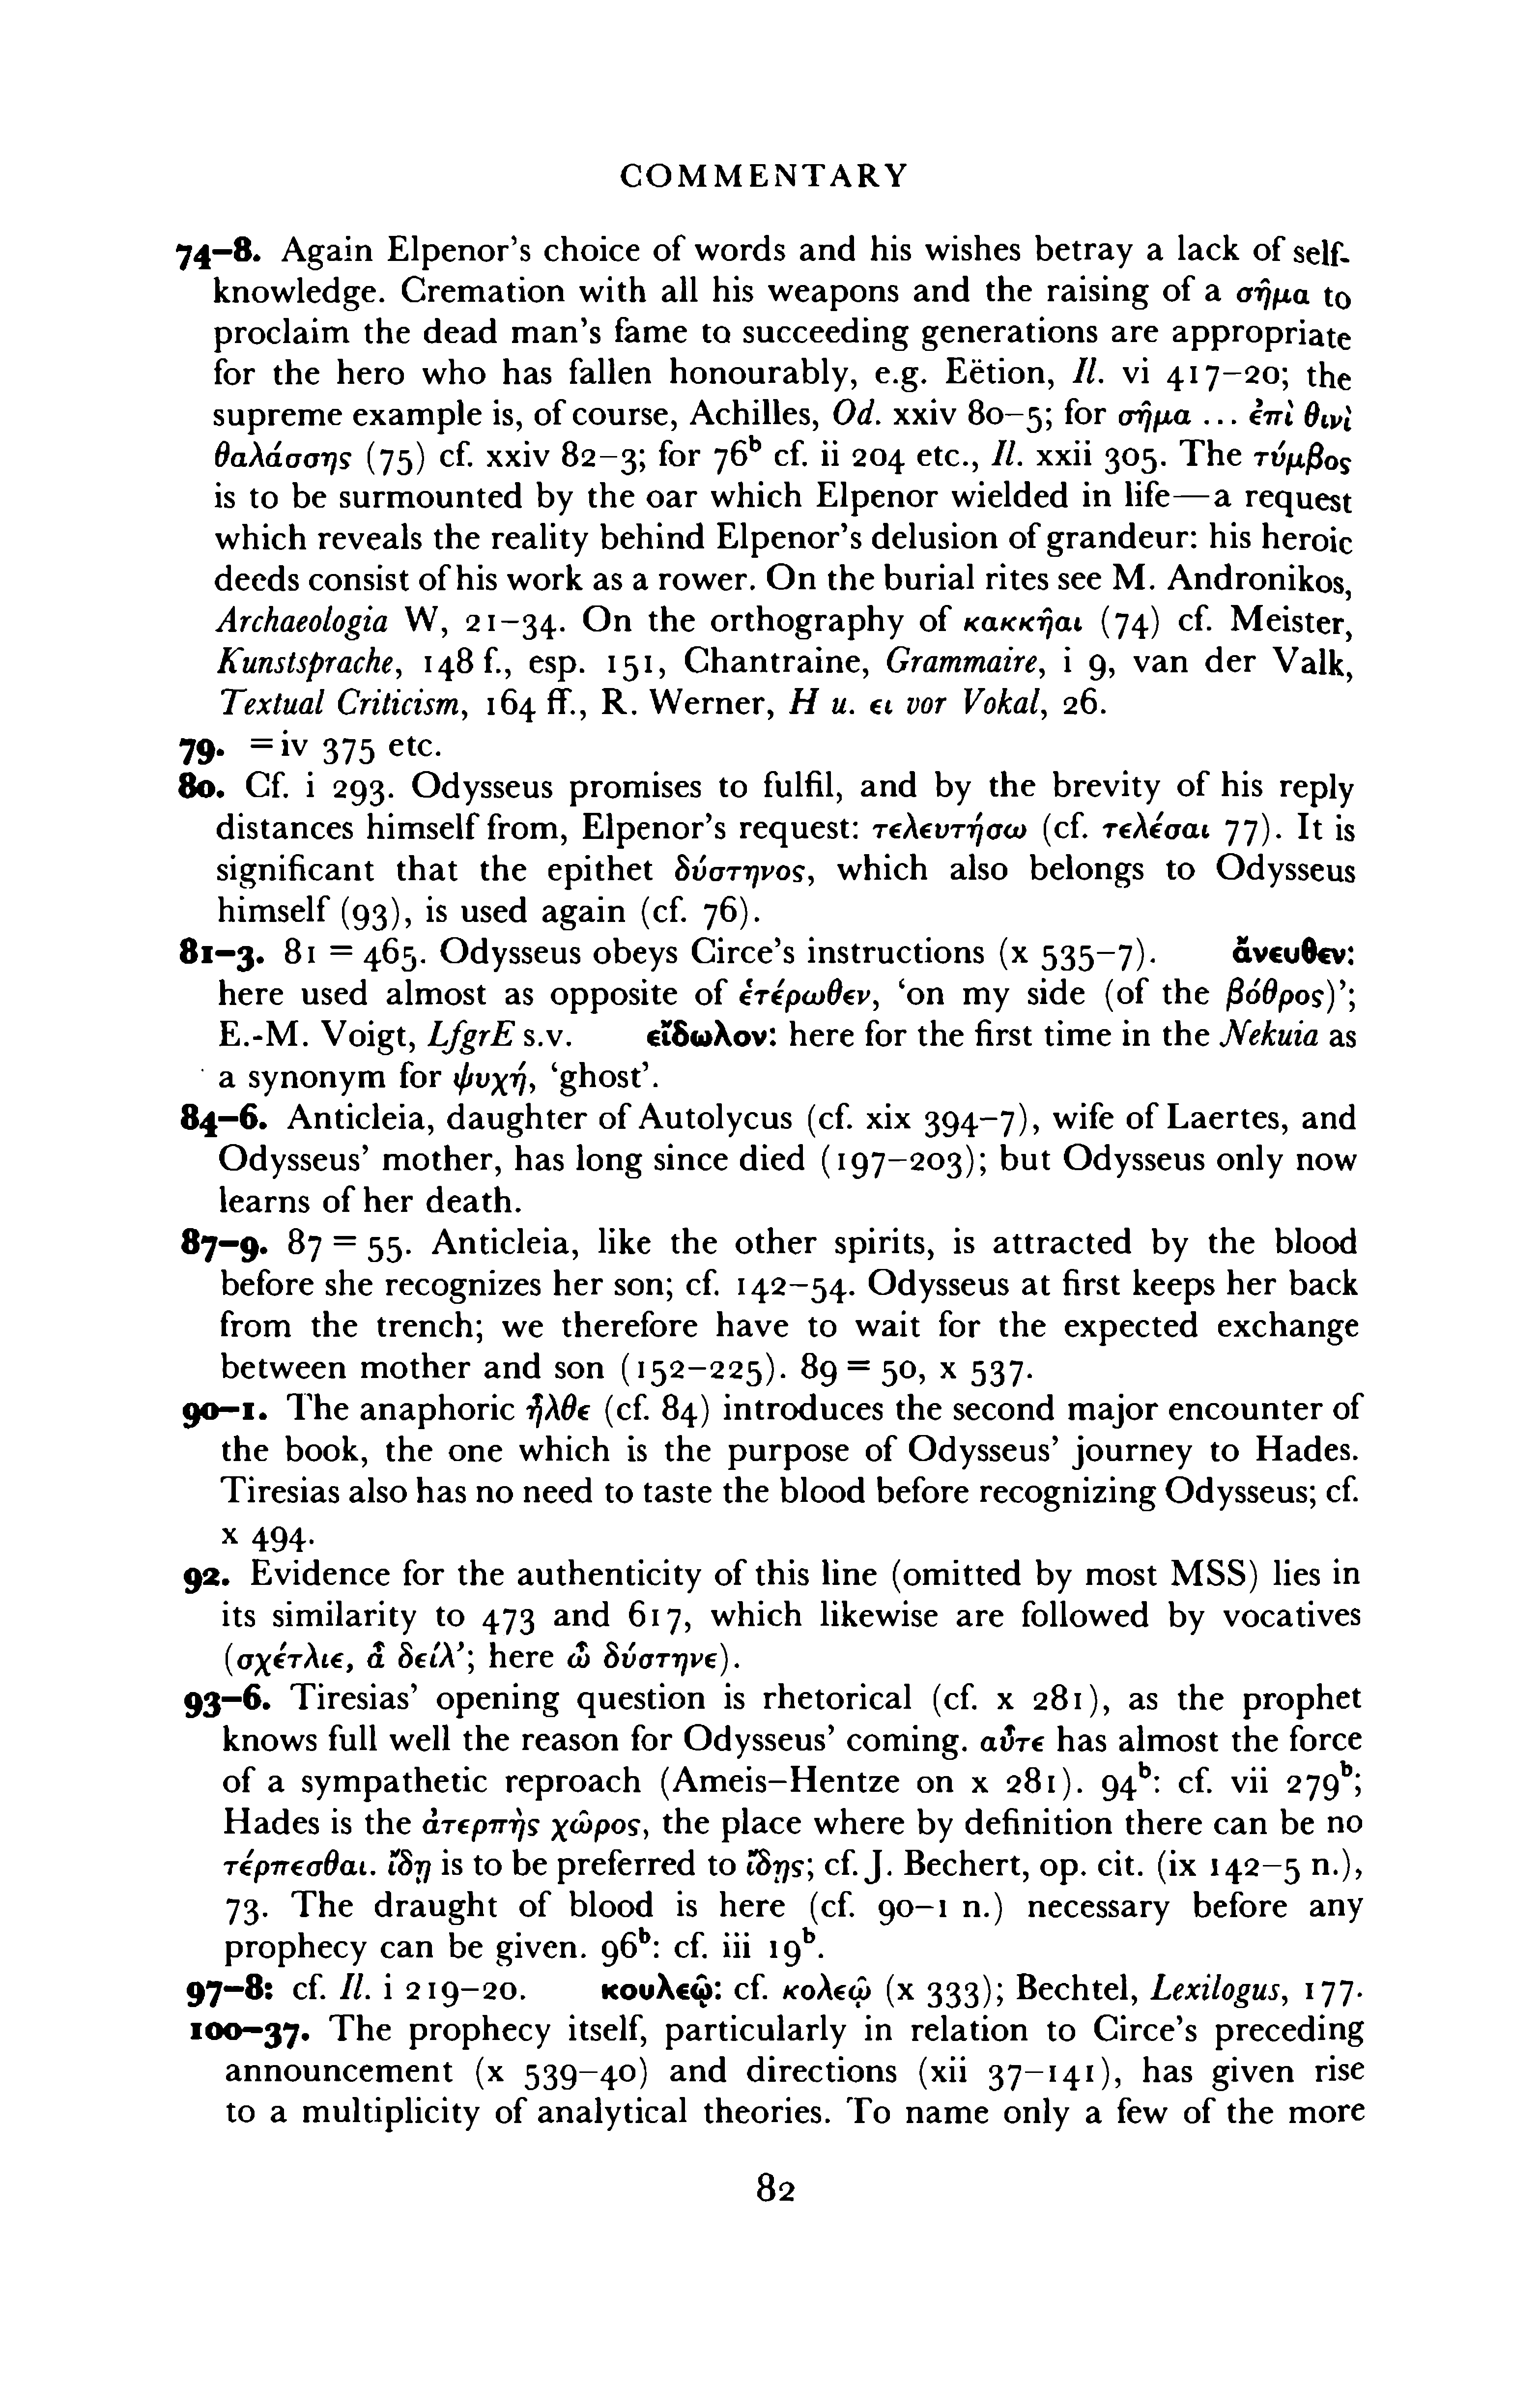 COMMENTARY
74–8. Again Elpenor’s choice of words and his wishes betray a lack of self-
knowledge. Cremation with all his weapons and the raising of a σῆμα to
proclaim the dead man’s fame to succeeding generations are appropriate
for the hero who has fallen honourably, e.g. Eëtion, Il. vi 417–20; the
supreme example is, of course, Achilles, Od. xxiv 80–5; for σῆμα ... ἐπὶ θινὶ
θαλάσσης (75) cf. xxiv 82–3; for 76ᵇ cf. ii 204 etc., Il. xxii 305. The τύμβος
is to be surmounted by the oar which Elpenor wielded in life—a request
which reveals the reality behind Elpenor’s delusion of grandeur: his heroic
deeds consist of his work as a rower. On the burial rites see M. Andronikos,
Archaeologia W, 21–34. On the orthography of κακκῆαι (74) cf. Meister,
Kunstsprache, 148 f., esp. 151, Chantraine, Grammaire, i 9, van der Valk,
Textual Criticism, 164 ff., R. Werner, H u. ει vor Vokal, 26.
79. = iv 375 etc.
80. Cf. i 293. Odysseus promises to fulfil, and by the brevity of his reply
distances himself from, Elpenor’s request: τελευτήσω (cf. τελέσαι 77). It is
significant that the epithet δύστηνος, which also belongs to Odysseus
himself (93), is used again (cf. 76).
81–3. 81 = 465. Odysseus obeys Circe’s instructions (x 535–7). ἄνευθεν:
here used almost as opposite of ἑτέρωθεν, ‘on my side (of the βόθρος)’;
E.-M. Voigt, LfgrE s.v. εἴδωλον: here for the first time in the Nekuia as
a synonym for ψυχή, ‘ghost’.
84–6. Anticleia, daughter of Autolycus (cf. xix 394–7), wife of Laertes, and
Odysseus’ mother, has long since died (197–203); but Odysseus only now
learns of her death.
87–9. 87 = 55. Anticleia, like the other spirits, is attracted by the blood
before she recognizes her son; cf. 142–54. Odysseus at first keeps her back
from the trench; we therefore have to wait for the expected exchange
between mother and son (152–225). 89 = 50, x 537.
90–1. The anaphoric ἦλθε (cf. 84) introduces the second major encounter of
the book, the one which is the purpose of Odysseus’ journey to Hades.
Tiresias also has no need to taste the blood before recognizing Odysseus; cf.
x 494.
92. Evidence for the authenticity of this line (omitted by most MSS) lies in
its similarity to 473 and 617, which likewise are followed by vocatives
(σχέτλιε, ἆ δείλ’; here ὦ δύστηνε).
93–6. Tiresias’ opening question is rhetorical (cf. x 281), as the prophet
knows full well the reason for Odysseus’ coming. αὖτε has almost the force
of a sympathetic reproach (Ameis–Hentze on x 281). 94ᵇ: cf. vii 279ᵇ;
Hades is the ἀτερπὴς χῶρος, the place where by definition there can be no
τέρπεσθαι. ἴδῃ is to be preferred to ἴδῃς; cf. J. Bechert, op. cit. (ix 142–5 n.),
73. The draught of blood is here (cf. 90–1 n.) necessary before any
prophecy can be given. 96ᵇ: cf. iii 19ᵇ.
97–8: cf. Il. i 219–20. κουλεῷ: cf. κολεῷ (x 333); Bechtel, Lexilogus, 177.
100–37. The prophecy itself, particularly in relation to Circe’s preceding
announcement (x 539–40) and directions (xii 37–141), has given rise
to a multiplicity of analytical theories. To name only a few of the more
82